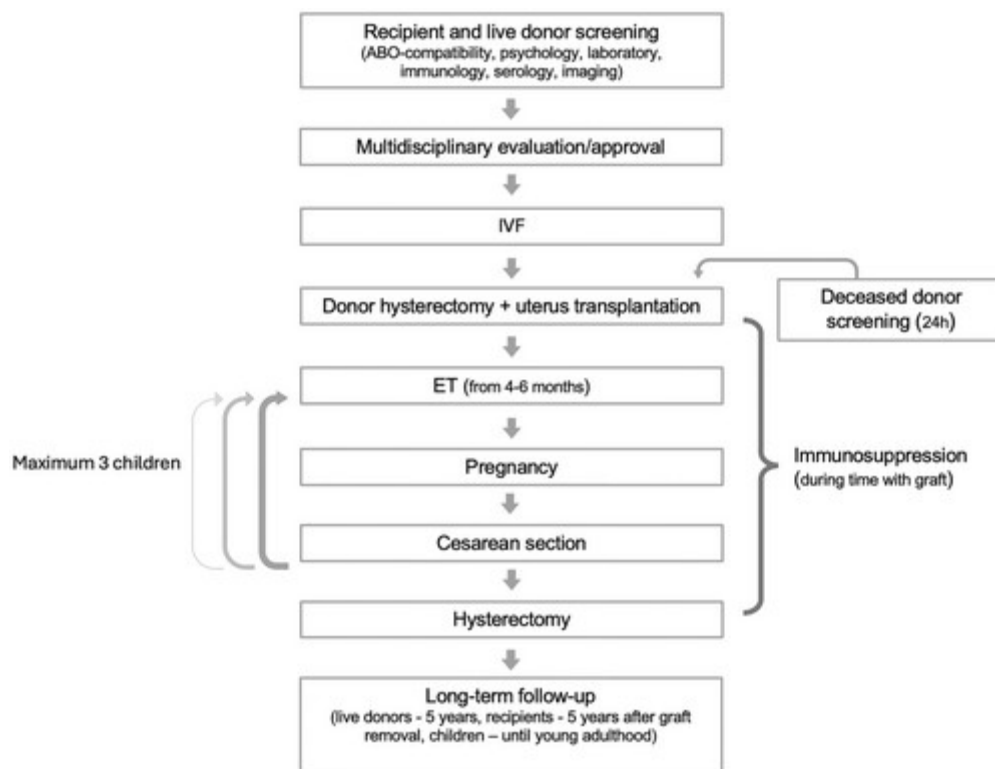 Recipient and live donor screening
(ABO-compatibility, psychology, laboratory,
immunology, serology, imaging)
Multidisciplinary evaluation/approval
IVF
Donor hysterectomy + uterus transplantation
Deceased donor
screening (24h)
ET (from 4-6 months)
Maximum 3 children
Pregnancy
Immunosuppression
(during time with graft)
Cesarean section
Hysterectomy
Long-term follow-up
(live donors - 5 years, recipients - 5 years after graft
removal, children – until young adulthood)